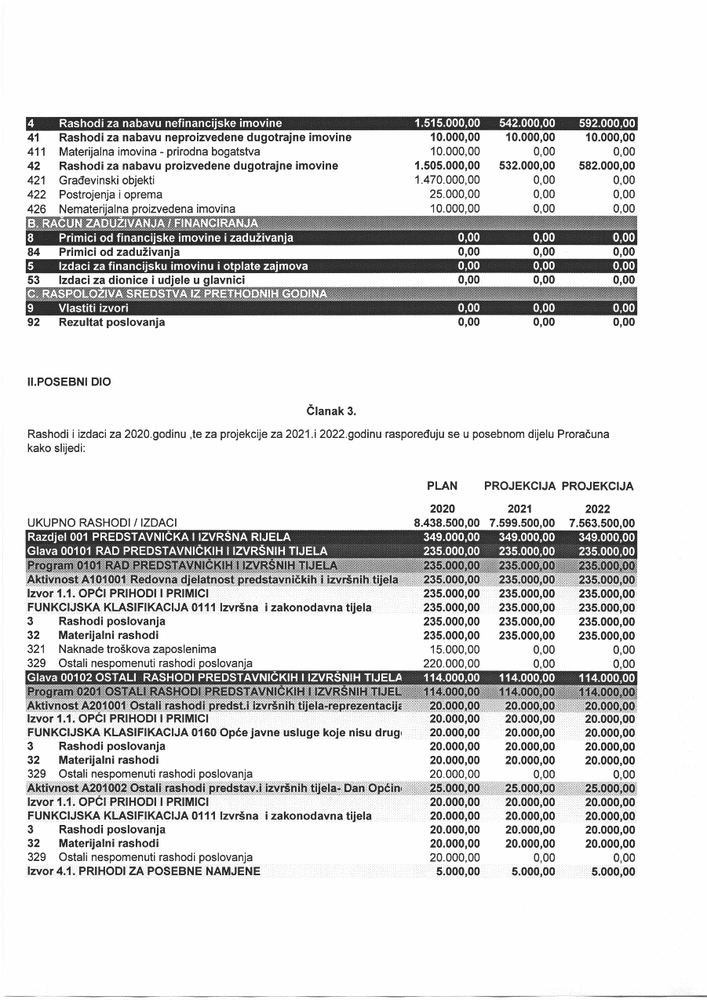 4 Rashodi za nabavu nefinancijske imovine 1.515.000,00 542.000,00 592.000,00
41 Rashodi za nabavu neproizvedene dugotrajne imovine 10.000,00 10.000,00 10.000,00
411 Materijalna imovina - prirodna bogatstva 10.000,00 0,00 0,00
42 Rashodi za nabavu proizvedene dugotrajne imovine 1.505.000,00 532.000,00 582.000,00
421 Građevinski objekti 1.470.000,00 0,00 0,00
422 Postrojenja i oprema 25.000,00 0,00 0,00
426 Nematerijalna proizvedena imovina 10.000,00 0,00 0,00
B. RAČUN ZADUŽIVANJA / FINANCIRANJA
8 Primici od financijske imovine i zaduživanja 0,00 0,00 0,00
84 Primici od zaduživanja 0,00 0,00 0,00
5 Izdaci za financijsku imovinu i otplate zajmova 0,00 0,00 0,00
53 Izdaci za dionice i udjele u glavnici 0,00 0,00 0,00
C. RASPOLOŽIVA SREDSTVA IZ PRETHODNIH GODINA
9 Vlastiti izvori 0,00 0,00 0,00
92 Rezultat poslovanja 0,00 0,00 0,00
II.POSEBNI DIO
Članak 3.
Rashodi i izdaci za 2020.godinu ,te za projekcije za 2021.i 2022.godinu raspoređuju se u posebnom dijelu Proračuna
kako slijedi:
PLAN PROJEKCIJA PROJEKCIJA
2020 2021 2022
UKUPNO RASHODI / IZDACI 8.438.500,00 7.599.500,00 7.563.500,00
Razdjel 001 PREDSTAVNIČKA I IZVRŠNA RIJELA 349.000,00 349.000,00 349.000,00
Glava 00101 RAD PREDSTAVNIČKIH I IZVRŠNIH TIJELA 235.000,00 235.000,00 235.000,00
Program 0101 RAD PREDSTAVNIČKIH I IZVRŠNIH TIJELA 235.000,00 235.000,00 235.000,00
Aktivnost A101001 Redovna djelatnost predstavničkih i izvršnih tijela 235.000,00 235.000,00 235.000,00
Izvor 1.1. OPĆI PRIHODI I PRIMICI 235.000,00 235.000,00 235.000,00
FUNKCIJSKA KLASIFIKACIJA 0111 Izvršna i zakonodavna tijela 235.000,00 235.000,00 235.000,00
3 Rashodi poslovanja 235.000,00 235.000,00 235.000,00
32 Materijalni rashodi 235.000,00 235.000,00 235.000,00
321 Naknade troškova zaposlenima 15.000,00 0,00 0,00
329 Ostali nespomenuti rashodi poslovanja 220.000,00 0,00 0,00
Glava 00102 OSTALI RASHODI PREDSTAVNIČKIH I IZVRŠNIH TIJELA 114.000,00 114.000,00 114.000,00
Program 0201 OSTALI RASHODI PREDSTAVNIČKIH I IZVRŠNIH TIJEL 114.000,00 114.000,00 114.000,00
Aktivnost A201001 Ostali rashodi predst.i izvršnih tijela-reprezentacija 20.000,00 20.000,00 20.000,00
Izvor 1.1. OPĆI PRIHODI I PRIMICI 20.000,00 20.000,00 20.000,00
FUNKCIJSKA KLASIFIKACIJA 0160 Opće javne usluge koje nisu drug 20.000,00 20.000,00 20.000,00
3 Rashodi poslovanja 20.000,00 20.000,00 20.000,00
32 Materijalni rashodi 20.000,00 20.000,00 20.000,00
329 Ostali nespomenuti rashodi poslovanja 20.000,00 0,00 0,00
Aktivnost A201002 Ostali rashodi predstav.i izvršnih tijela- Dan Općin 25.000,00 25.000,00 25.000,00
Izvor 1.1. OPĆI PRIHODI I PRIMICI 20.000,00 20.000,00 20.000,00
FUNKCIJSKA KLASIFIKACIJA 0111 Izvršna i zakonodavna tijela 20.000,00 20.000,00 20.000,00
3 Rashodi poslovanja 20.000,00 20.000,00 20.000,00
32 Materijalni rashodi 20.000,00 20.000,00 20.000,00
329 Ostali nespomenuti rashodi poslovanja 20.000,00 0,00 0,00
Izvor 4.1. PRIHODI ZA POSEBNE NAMJENE 5.000,00 5.000,00 5.000,00